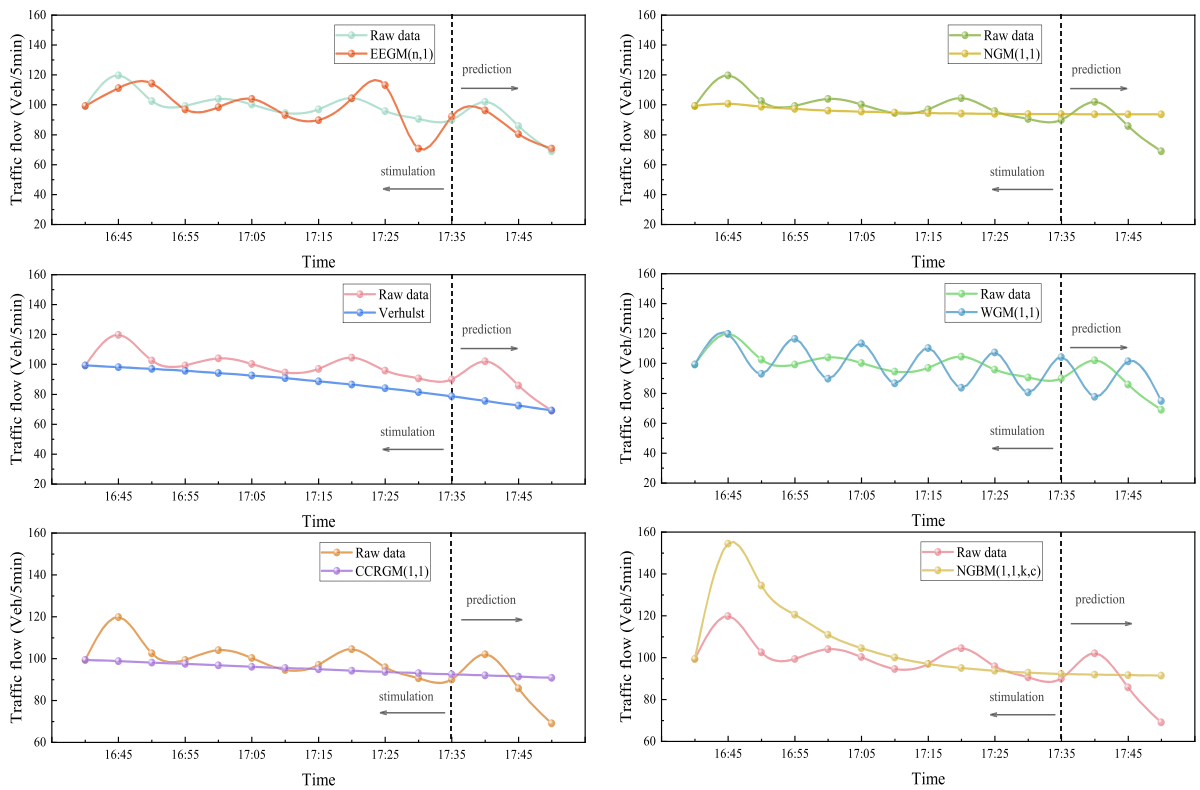 160
140
120
100
80
60
40
20
Traffic flow (Veh/5min)
Raw data
EEGM(n,1)
prediction
stimulation
16:45 16:55 17:05 17:15 17:25 17:35 17:45
Time
160
140
120
100
80
60
40
20
Traffic flow (Veh/5min)
Raw data
NGM(1,1)
prediction
stimulation
16:45 16:55 17:05 17:15 17:25 17:35 17:45
Time
160
140
120
100
80
60
40
20
Traffic flow (Veh/5min)
Raw data
Verhulst
prediction
stimulation
16:45 16:55 17:05 17:15 17:25 17:35 17:45
Time
160
140
120
100
80
60
40
20
Traffic flow (Veh/5min)
Raw data
WGM(1,1)
prediction
stimulation
16:45 16:55 17:05 17:15 17:25 17:35 17:45
Time
160
140
120
100
80
60
Traffic flow (Veh/5min)
Raw data
CCRGM(1,1)
prediction
stimulation
16:45 16:55 17:05 17:15 17:25 17:35 17:45
Time
160
140
120
100
80
60
Traffic flow (Veh/5min)
Raw data
NGBM(1,1,k,c)
prediction
stimulation
16:45 16:55 17:05 17:15 17:25 17:35 17:45
Time